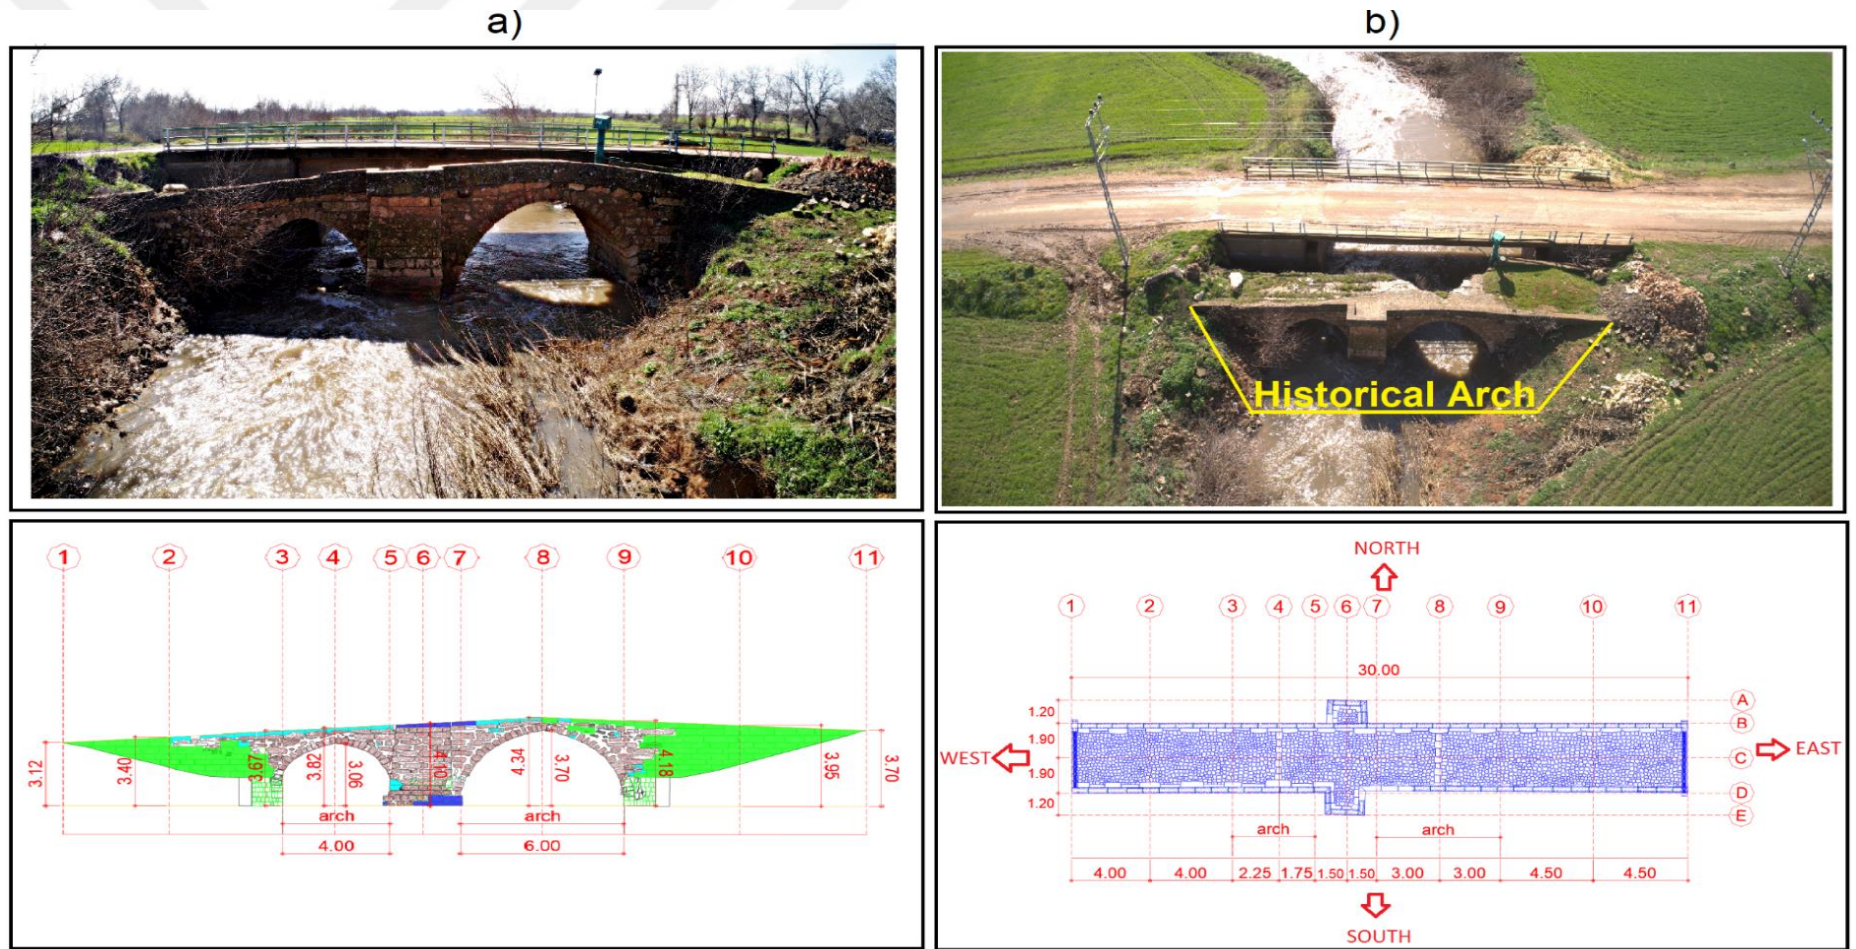 a)
b)
Historical Arch
1 2 3 4 5 6 7 8 9 10 11
3.12
3.40
3.67
3.82
3.06
4.10
4.34
3.70
4.18
3.95
3.70
arch arch
4.00 6.00
NORTH
1 2 3 4 5 6 7 8 9 10 11
30.00
A
1.20
B
1.90
WEST C EAST
1.90
D
1.20
E
arch arch
4.00 4.00 2.25 1.75 1.50 1.50 3.00 3.00 4.50 4.50
SOUTH